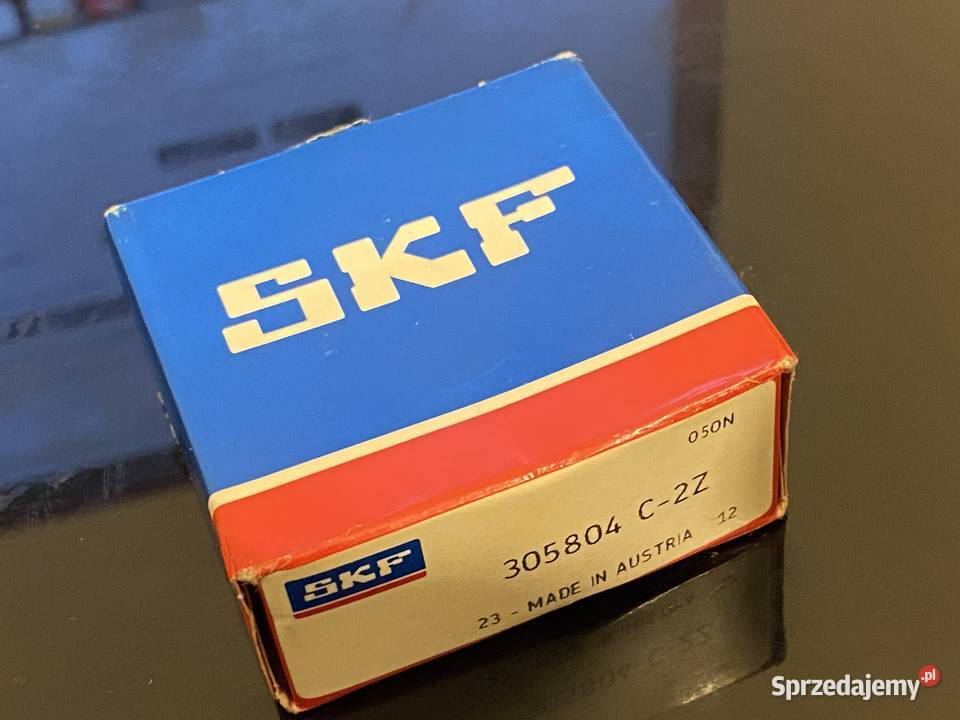 SKF
050N
SKF
305804 C-2Z
23 - MADE IN AUSTRIA 12
Sprzedajemy.pl